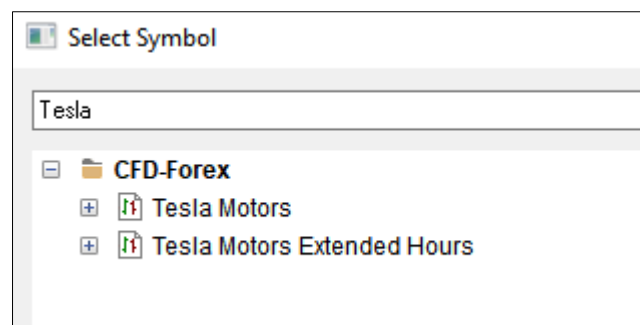 Select Symbol
Tesla
CFD-Forex
Tesla Motors
Tesla Motors Extended Hours